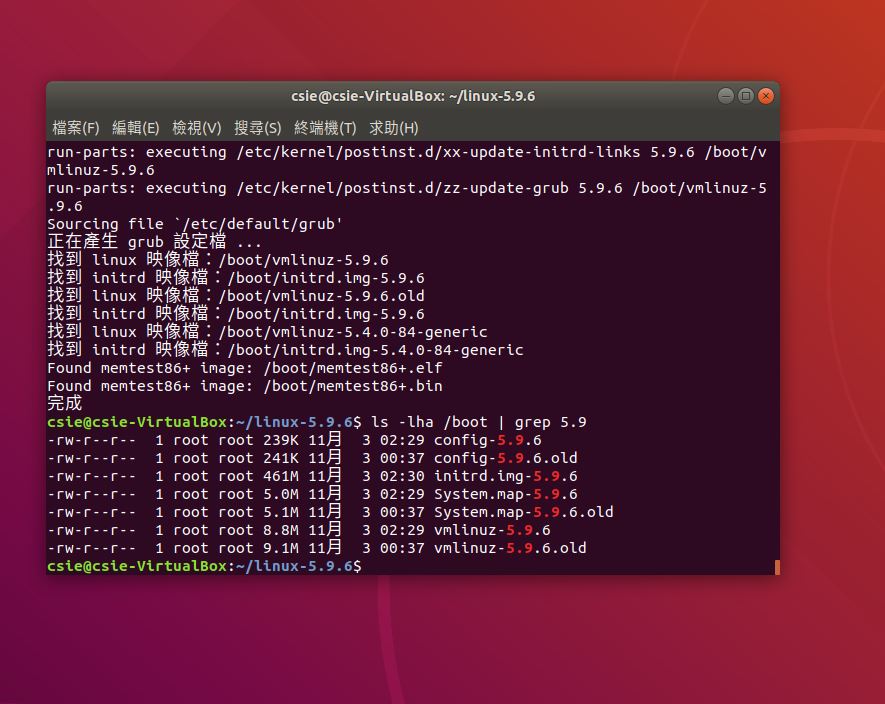 csie@csie-VirtualBox: ~/linux-5.9.6
檔案(F) 編輯(E) 檢視(V) 搜尋(S) 終端機(T) 求助(H)
run-parts: executing /etc/kernel/postinst.d/xx-update-initrd-links 5.9.6 /boot/v
mlinuz-5.9.6
run-parts: executing /etc/kernel/postinst.d/zz-update-grub 5.9.6 /boot/vmlinuz-5
.9.6
Sourcing file `/etc/default/grub'
正在產生 grub 設定檔 ...
找到 linux 映像檔：/boot/vmlinuz-5.9.6
找到 initrd 映像檔：/boot/initrd.img-5.9.6
找到 linux 映像檔：/boot/vmlinuz-5.9.6.old
找到 initrd 映像檔：/boot/initrd.img-5.9.6
找到 linux 映像檔：/boot/vmlinuz-5.4.0-84-generic
找到 initrd 映像檔：/boot/initrd.img-5.4.0-84-generic
Found memtest86+ image: /boot/memtest86+.elf
Found memtest86+ image: /boot/memtest86+.bin
完成
csie@csie-VirtualBox:~/linux-5.9.6$ ls -lha /boot | grep 5.9
-rw-r--r--  1 root root 239K 11月  3 02:29 config-5.9.6
-rw-r--r--  1 root root 241K 11月  3 00:37 config-5.9.6.old
-rw-r--r--  1 root root 461M 11月  3 02:30 initrd.img-5.9.6
-rw-r--r--  1 root root 5.0M 11月  3 02:29 System.map-5.9.6
-rw-r--r--  1 root root 5.1M 11月  3 00:37 System.map-5.9.6.old
-rw-r--r--  1 root root 8.8M 11月  3 02:29 vmlinuz-5.9.6
-rw-r--r--  1 root root 9.1M 11月  3 00:37 vmlinuz-5.9.6.old
csie@csie-VirtualBox:~/linux-5.9.6$